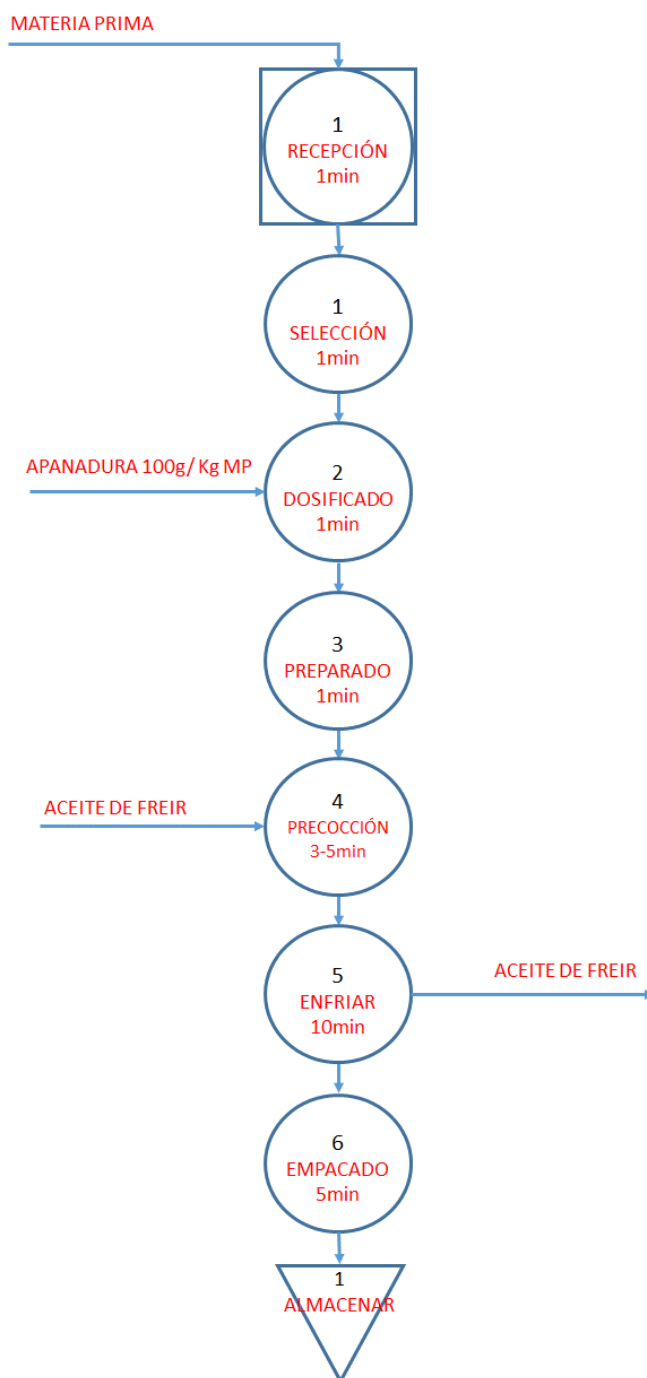 MATERIA PRIMA
1
RECEPCIÓN
1min
1
SELECCIÓN
1min
APANADURA 100g/ Kg MP
2
DOSIFICADO
1min
3
PREPARADO
1min
ACEITE DE FREIR
4
PRECOCCIÓN
3-5min
5
ENFRIAR
10min
ACEITE DE FREIR
6
EMPACADO
5min
1
ALMACENAR